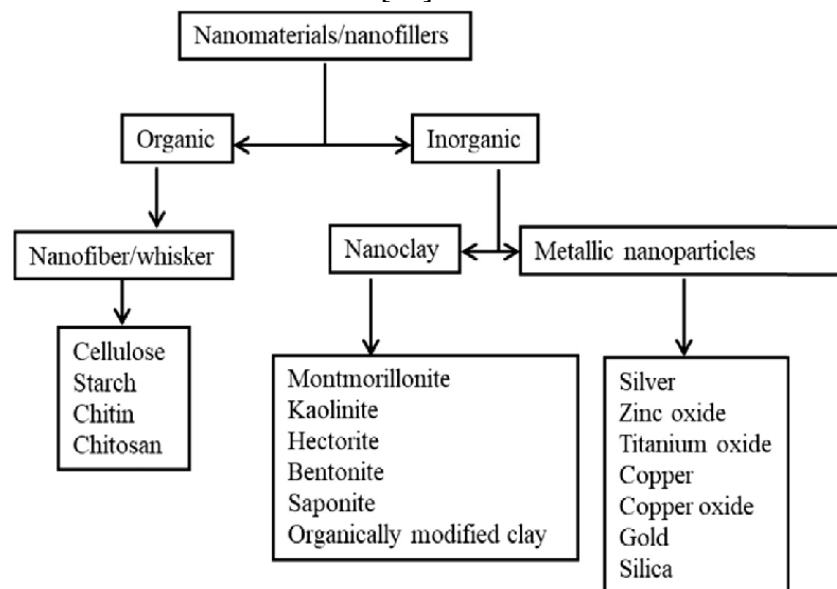 Nanomaterials/nanofillers
Organic
Inorganic
Nanofiber/whisker
Nanoclay
Metallic nanoparticles
Cellulose
Starch
Chitin
Chitosan
Montmorillonite
Kaolinite
Hectorite
Bentonite
Saponite
Organically modified clay
Silver
Zinc oxide
Titanium oxide
Copper
Copper oxide
Gold
Silica